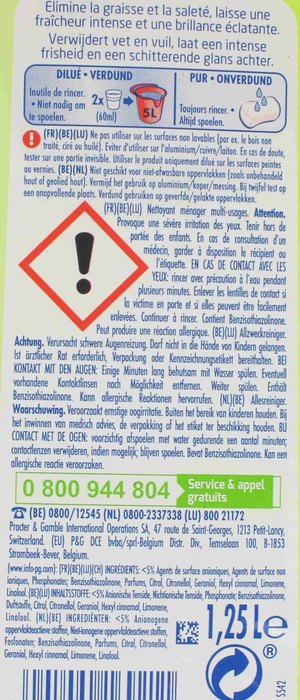 Elimine la graisse et la saleté, laisse une
fraîcheur intense et une brillance éclatante.
Verwijdert vet en vuil, laat een intense
frisheid en een schitterende glans achter.
DILUÉ • VERDUND
PUR • ONVERDUND
Inutile de rincer.
• Niet nodig om
te spoelen.
2x
(60ml)
5L
Toujours rincer. •
Altijd spoelen.
(FR)(BE)(LU) Ne pas utiliser sur les surfaces non lavables (par ex. le bois non
traité, ciré ou huilé). Eviter d'utiliser sur l'aluminium/cuivre/laiton. En cas de doute,
tester sur une partie invisible. Utiliser le produit uniquement dilué sur les surfaces peintes
ou vernies. (BE)(NL) Niet geschikt voor niet-afwasbare oppervlakken (zoals onbehandeld
hout of geolied hout). Vermijd het gebruik op aluminium/koper/messing. Bij twijfel test op
een onopvallende plaats. Verdund gebruiken op geverfde/gelakte oppervlakken.
(FR)(BE)(LU) Nettoyant ménager multi-usages. Attention.
Provoque une sévère irritation des yeux. Tenir hors de
portée des enfants. En cas de consultation d'un
médecin, garder à disposition le récipient ou
l'étiquette. EN CAS DE CONTACT AVEC LES
YEUX: rincer avec précaution à l'eau pendant
plusieurs minutes. Enlever les lentilles de contact si
la victime en porte et si elles peuvent être facilement
enlevées. Continuer à rincer. Contient Benzisothiazolinone.
Peut produire une réaction allergique. (BE)(LU) Allzweckreiniger.
Achtung. Verursacht schwere Augenreizung. Darf nicht in die Hände von Kindern gelangen.
Ist ärztlicher Rat erforderlich, Verpackung oder Kennzeichnungsetikett bereithalten. BEI
KONTAKT MIT DEN AUGEN: Einige Minuten lang behutsam mit Wasser spülen. Eventuell
vorhandene Kontaktlinsen nach Möglichkeit entfernen. Weiter spülen. Enthält
Benzisothiazolinone. Kann allergische Reaktionen hervorrufen. (NL)(BE) Allesreiniger.
Waarschuwing. Veroorzaakt ernstige oogirritatie. Buiten het bereik van kinderen houden. Bij
het inwinnen van medisch advies, de verpakking of het etiket ter beschikking houden. BIJ
CONTACT MET DE OGEN: voorzichtig afspoelen met water gedurende een aantal minuten;
contactlenzen verwijderen, indien mogelijk; blijven spoelen. Bevat Benzisothiazolinone. Kan een
allergische reactie veroorzaken.
0 800 944 804
Service & appel
gratuits
(BE) 0800/12545 (NL) 0800-2337338 (LU) 800 21172
Procter & Gamble International Operations SA, 47 route de Saint-Georges, 1213 Petit-Lancy,
Switzerland. (EU) P&G DCE bvba/sprl-Belgium Distr. Div., Temselaan 100, B-1853
Strombeek-Bever, Belgium.
(www.info-pg.com): (FR)(BE)(LU)(CH) INGREDIENTS: <5% Agents de surface anioniques, Agents de surface non
ioniques, Phosphonates; Benzisothiazolinone, Parfums, Citral, Citronellol, Geraniol, Hexyl cinnamal, Limonene,
Linalool. (BE)(LU) INHALTSSTOFFE: <5% Anionische Tenside, Nichtionische Tenside, Phosphonate; Benzisothiazolinone,
Duftstoffe, Citral, Citronellol, Geraniol, Hexyl cinnamal, Limonene,
Linalool. (NL)(BE) INGREDIËNTEN: <5% Anionogene
oppervlakteactieve stoffen, Niet-ionogene oppervlakteactieve stoffen,
Fosfonaten; Benzisothiazolinone, Parfums, Citral, Citronellol,
Geraniol, Hexyl cinnamal, Limonene, Linalool.
1,25Le
®
5542